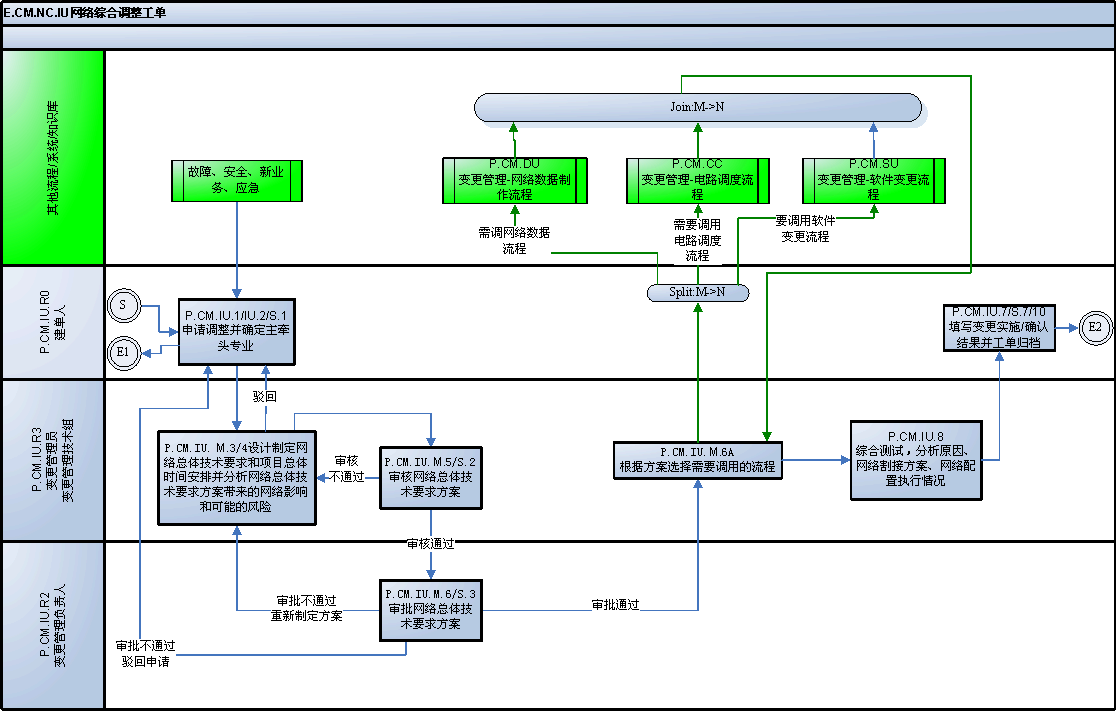 E.CM.NC.IU网络综合调整工单
其他流程/系统/知识库
Join:M->N
故障、安全、新业
务、应急
P.CM.DU
变更管理-网络数据制
作流程
P.CM.CC
变更管理-电路调度流
程
P.CM.SU
变更管理-软件变更流
程
需调网络数据
流程
需要调用
电路调度
流程
要调用软件
变更流程
P.CM.IU.R0
建单人
S
E1
P.CM.IU.1/IU.2/S.1
申请调整并确定主牵
头专业
Split:M->N
P.CM.IU.7/S.7/10
填写变更实施/确认
结果并工单归档
E2
P.CM.IU.R3
变更管理员
变更管理技术组
驳回
P.CM.IU. M.3/4设计制定网
络总体技术要求和项目总体
时间安排并分析网络总体技
术要求方案带来的网络影响
和可能的风险
审核
不通过
P.CM.IU.M.5/S.2
审核网络总体技
术要求方案
P.CM.IU.M.6A
根据方案选择需要调用的流程
P.CM.IU.8
综合测试，分析原因、
网络割接方案、网络配
置执行情况
审核通过
P.CM.IU.R2
变更管理负责人
审批不通过
重新制定方案
P.CM.IU.M.6/S.3
审批网络总体技
术要求方案
审批通过
审批不通过
驳回申请